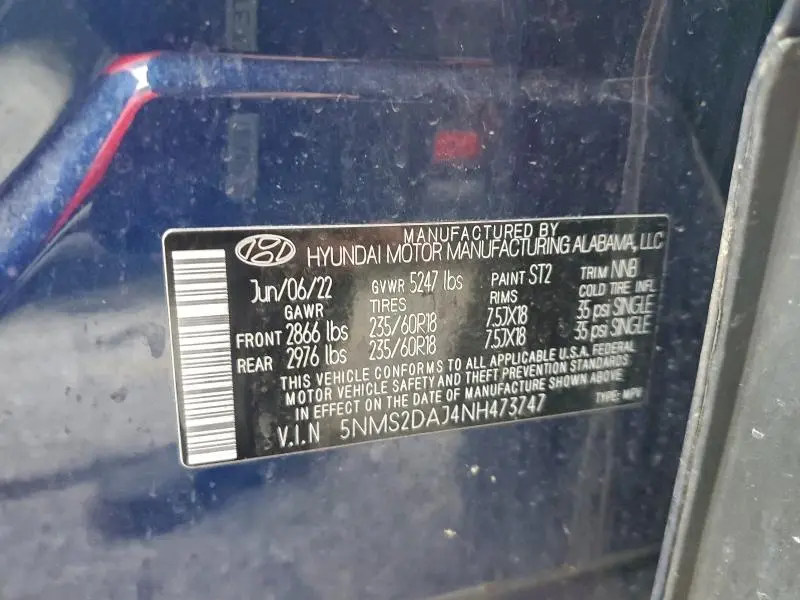 MANUFACTURED BY
HYUNDAI MOTOR MANUFACTURING ALABAMA, LLC
Jun/06/22 GVWR 5247 lbs PAINT ST2 TRIM NNB
GAWR TIRES RIMS COLD TIRE INFL
FRONT 2866 lbs 235/60R18 7.5JX18 35 psi SINGLE
REAR 2976 lbs 235/60R18 7.5JX18 35 psi SINGLE
THIS VEHICLE CONFORMS TO ALL APPLICABLE U.S.A. FEDERAL
MOTOR VEHICLE SAFETY AND THEFT PREVENTION STANDARDS
IN EFFECT ON THE DATE OF MANUFACTURE SHOWN ABOVE.
V.I.N 5NMS2DAJ4NH473747 TYPE: MPV